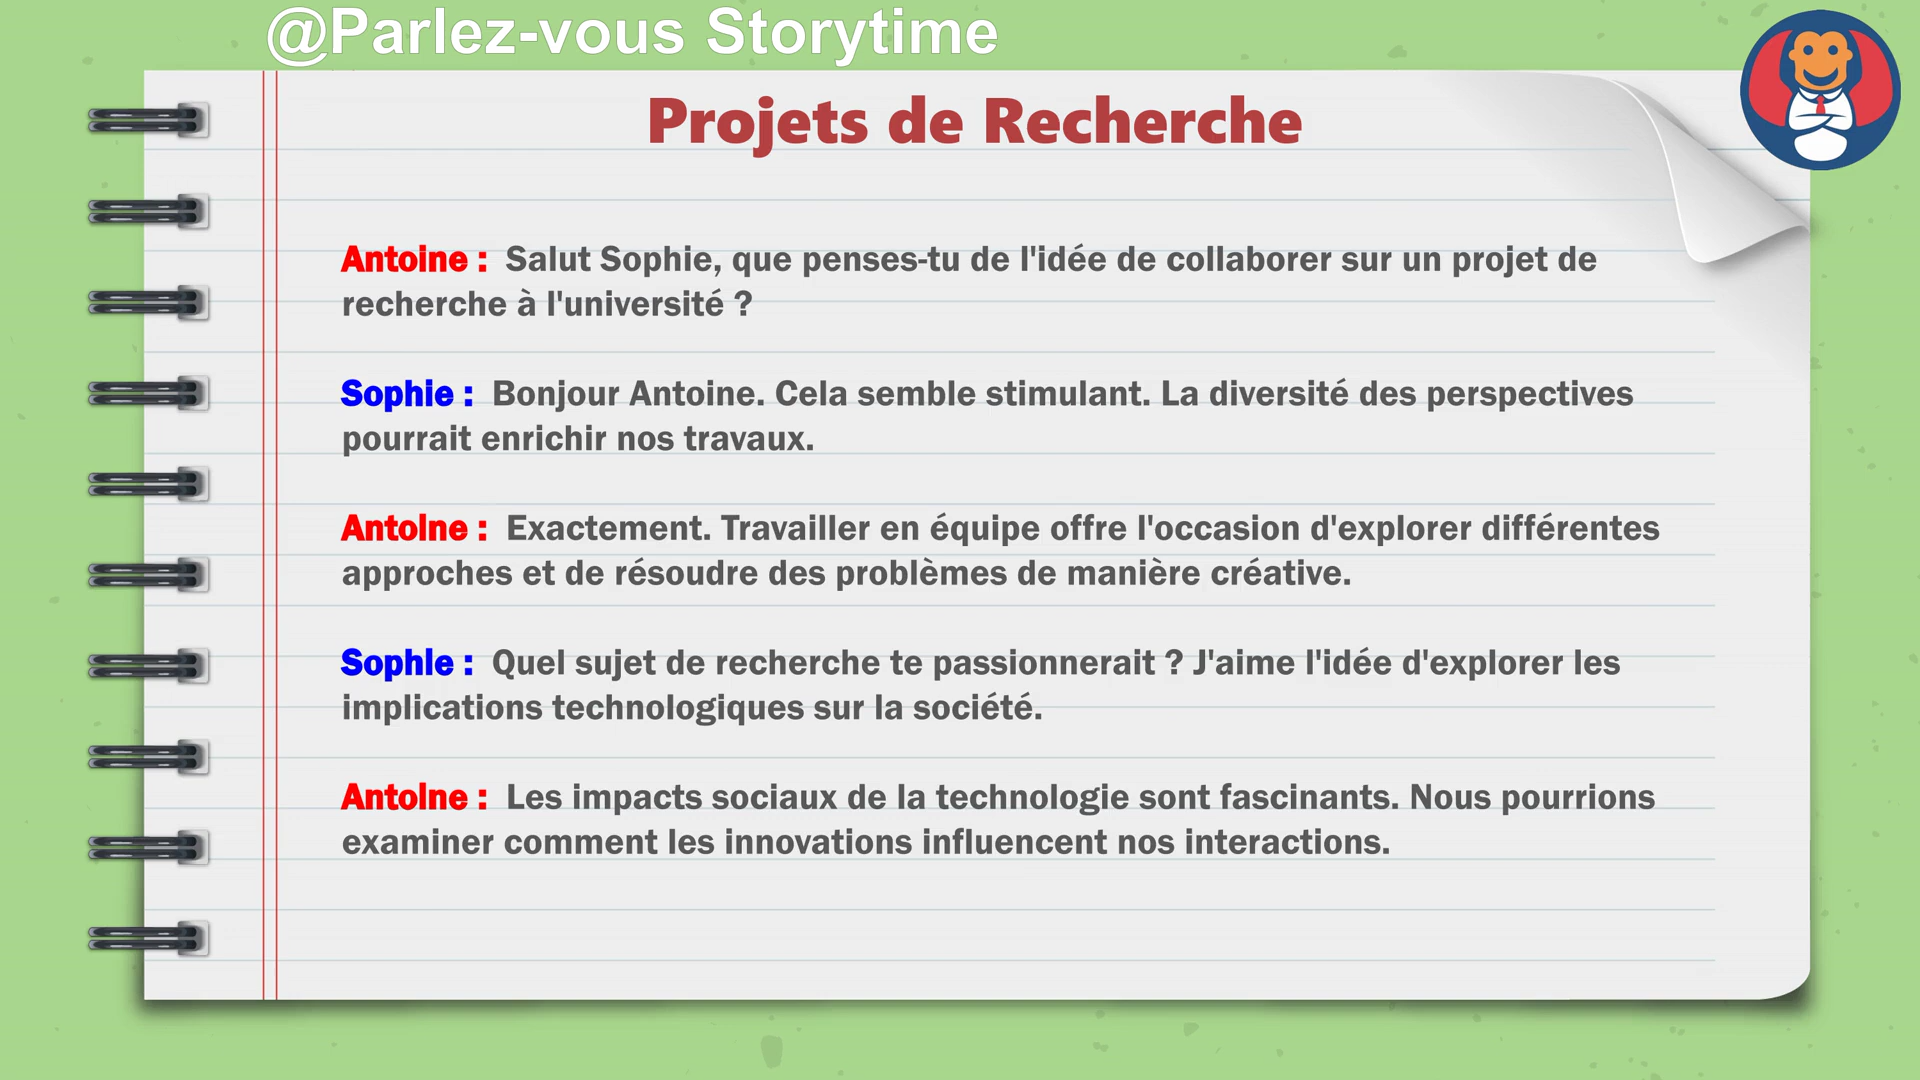 @Parlez-vous Storytime
Projets de Recherche
Antoine : Salut Sophie, que penses-tu de l'idée de collaborer sur un projet de
recherche à l'université ?
Sophie : Bonjour Antoine. Cela semble stimulant. La diversité des perspectives
pourrait enrichir nos travaux.
Antoine : Exactement. Travailler en équipe offre l'occasion d'explorer différentes
approches et de résoudre des problèmes de manière créative.
Sophie : Quel sujet de recherche te passionnerait ? J'aime l'idée d'explorer les
implications technologiques sur la société.
Antoine : Les impacts sociaux de la technologie sont fascinants. Nous pourrions
examiner comment les innovations influencent nos interactions.